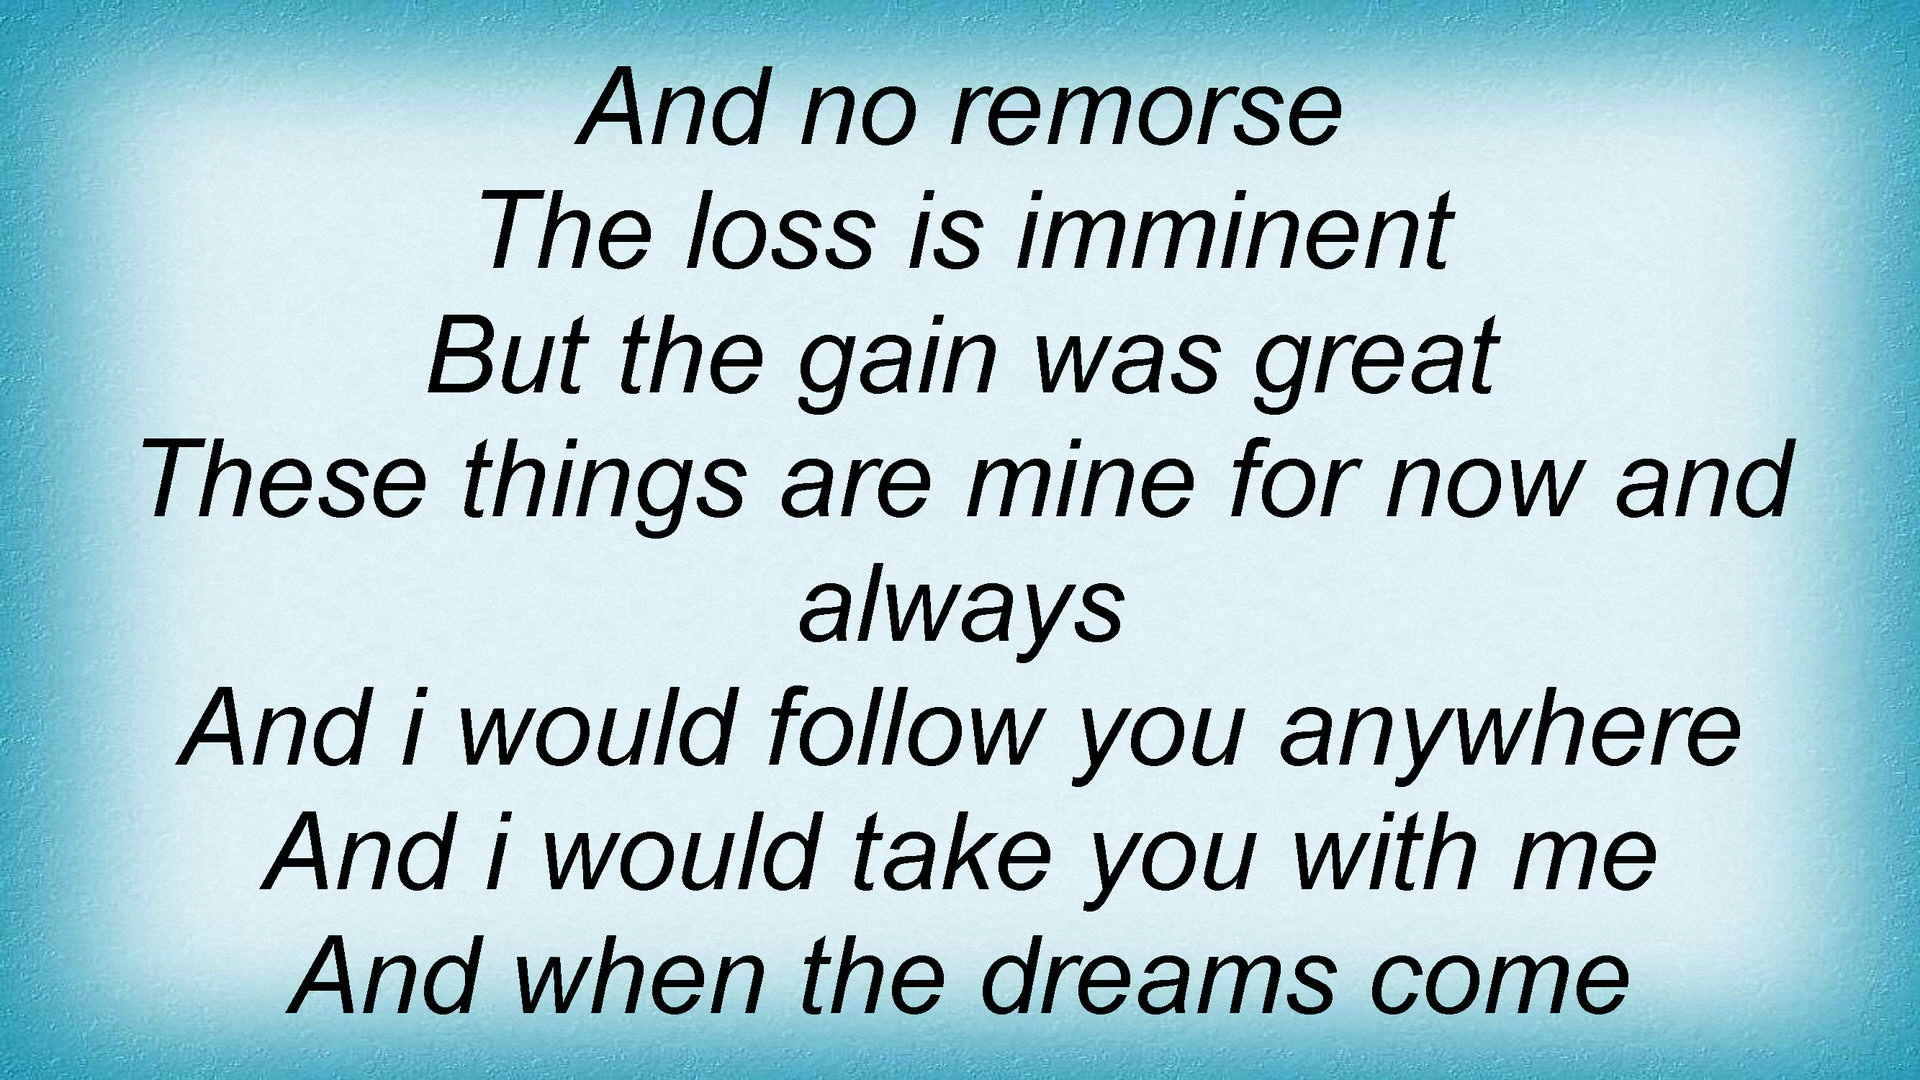 And no remorse
The loss is imminent
But the gain was great
These things are mine for now and
always
And i would follow you anywhere
And i would take you with me
And when the dreams come